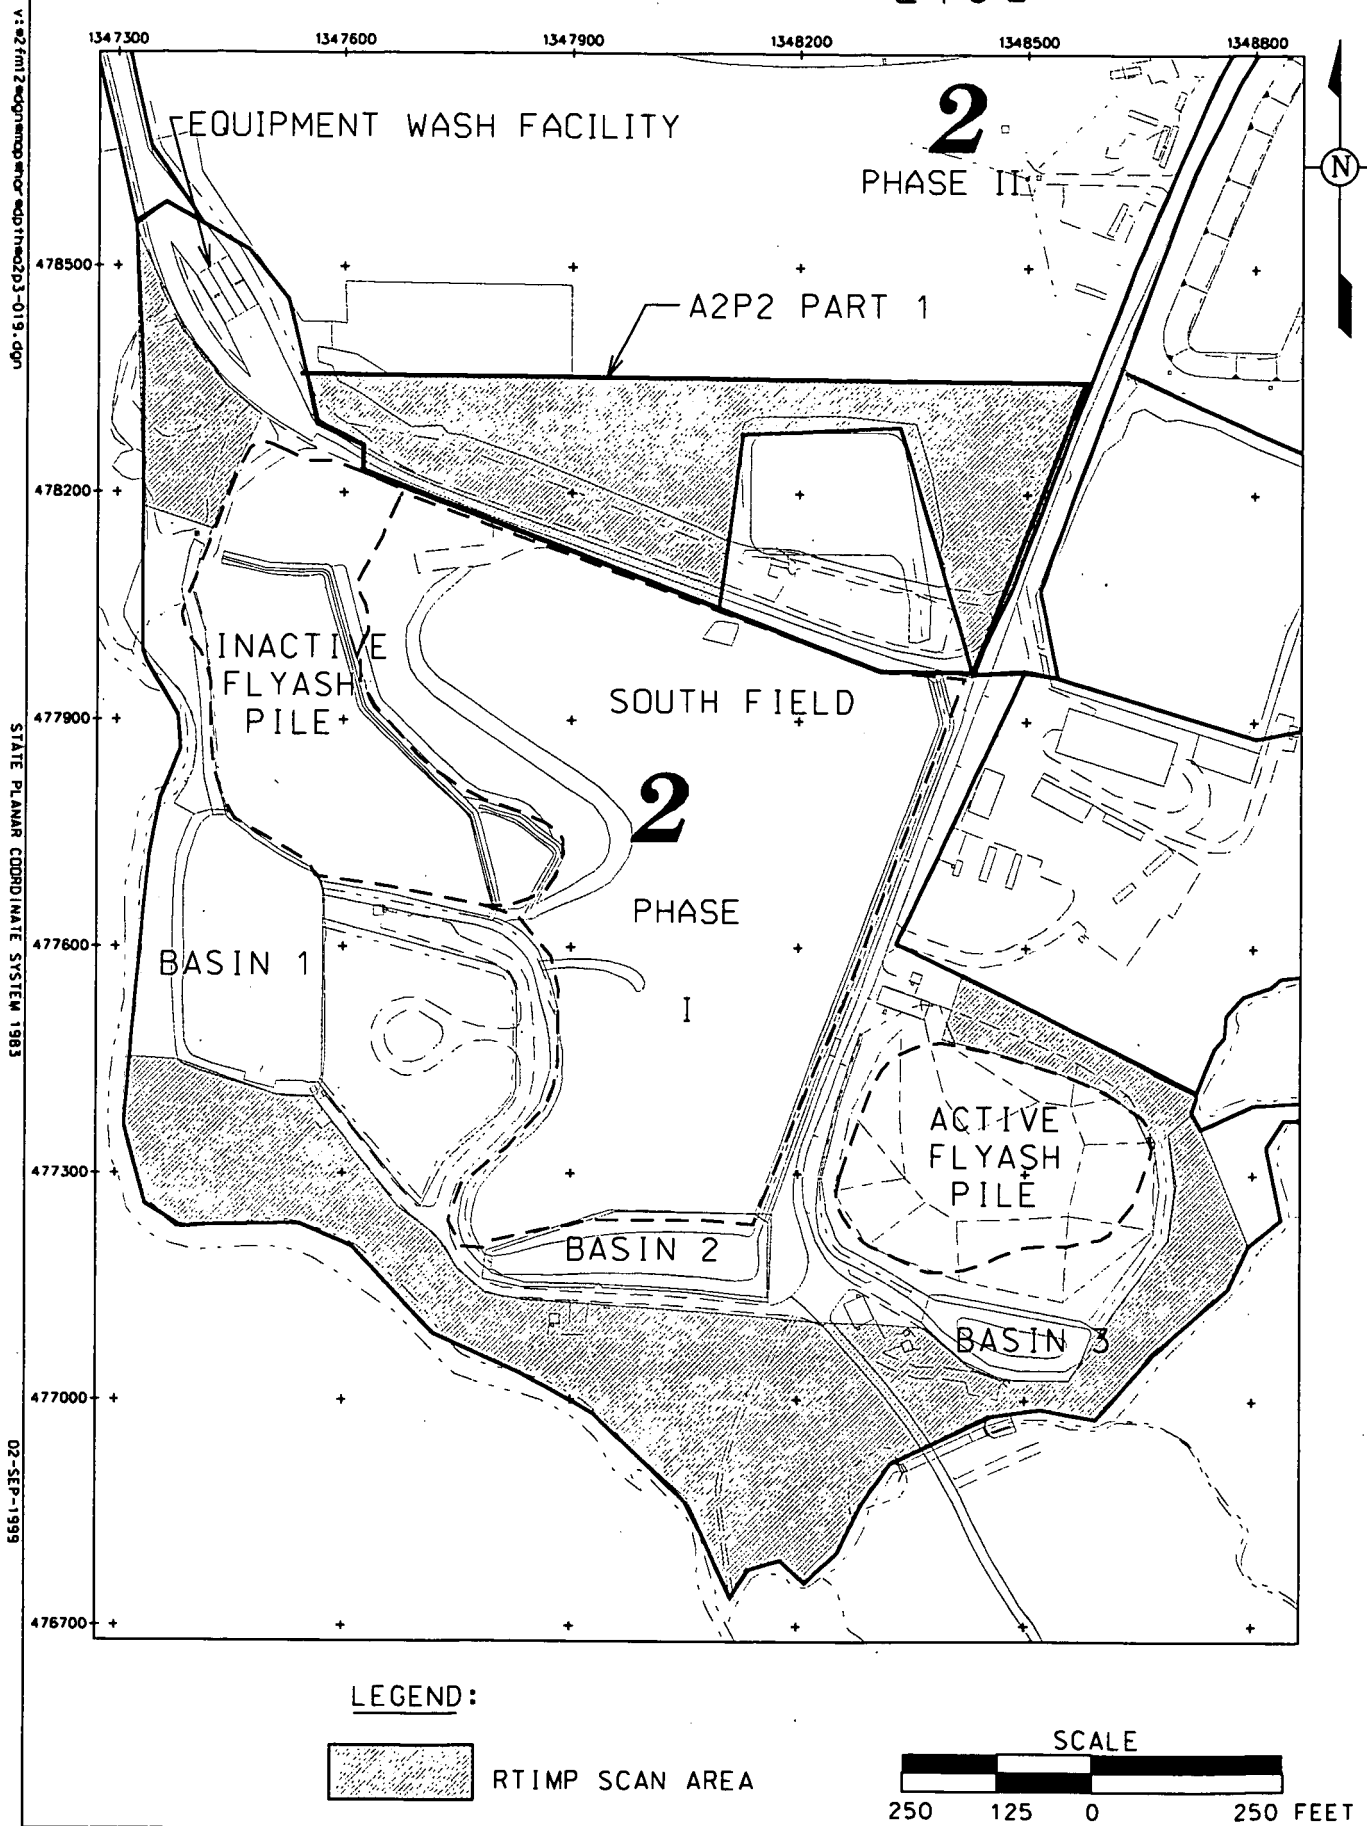 1347300 1347600 1347900 1348200 1348500 1348800
EQUIPMENT WASH FACILITY
2
PHASE II
N
478500
A2P2 PART 1
478200
INACTIVE
FLYASH
PILE
SOUTH FIELD
477900
2
PHASE
I
477600
BASIN 1
ACTIVE
FLYASH
PILE
477300
BASIN 2
BASIN 3
477000
476700
STATE PLANAR COORDINATE SYSTEM 1983
02-SEP-1999
LEGEND:
RTIMP SCAN AREA
SCALE
250 125 0 250 FEET